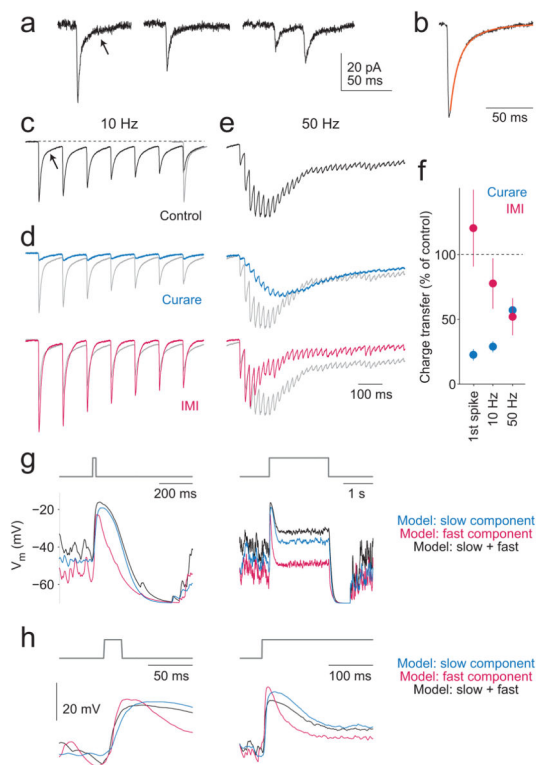 a
20 pA
50 ms
b
50 ms
c
10 Hz
Control
d
Curare
IMI
e
50 Hz
100 ms
f
Curare
IMI
Charge transfer (% of control)
100
50
0
1st spike
10 Hz
50 Hz
g
200 ms
1 s
Vm (mV)
−20
−40
−60
Model: slow component
Model: fast component
Model: slow + fast
h
50 ms
100 ms
20 mV
Model: slow component
Model: fast component
Model: slow + fast